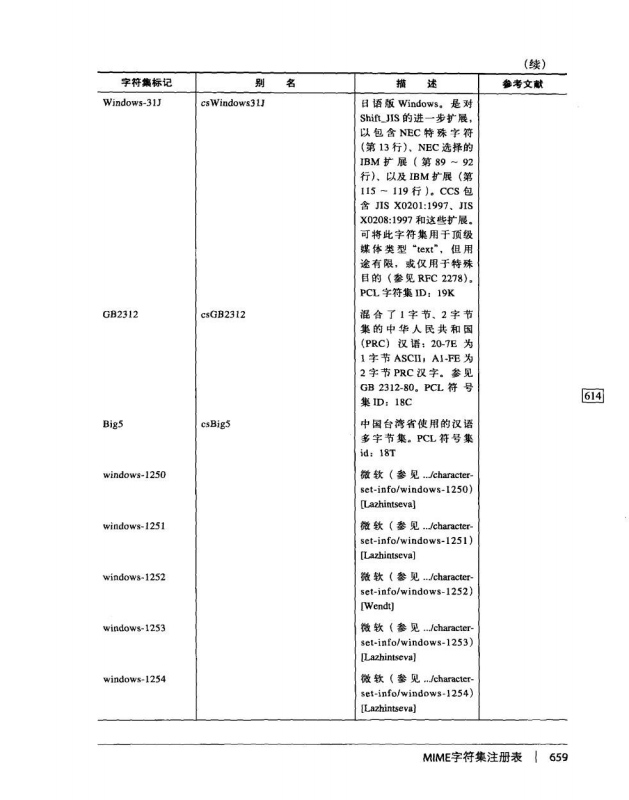 (续)
字符集标记 别 名 描 述 参考文献
Windows-31J csWindows31J 日语版 Windows。是对
Shift_JIS 的进一步扩展，
以包含 NEC 特殊字符
(第 13 行)、NEC 选择的
IBM 扩展 ( 第 89 ~ 92
行)、以及 IBM 扩展 (第
115 ~ 119 行 )。CCS 包
含 JIS X0201:1997、JIS
X0208:1997 和这些扩展。
可将此字符集用于顶级
媒体类型 “text”，但用
途有限，或仅用于特殊
目的 (参见 RFC 2278)。
PCL 字符集 ID：19K
GB2312 csGB2312 混合了 1 字节、2 字节
集的中华人民共和国
(PRC) 汉语：20-7E 为
1 字节 ASCII；A1-FE 为
2 字节 PRC 汉字。参见
GB 2312-80。PCL 符号
集 ID：18C
614
Big5 csBig5 中国台湾省使用的汉语
多字节集。PCL 符号集
id：18T
windows-1250 微软 ( 参见 .../character-
set-info/windows-1250)
[Lazhintseva]
windows-1251 微软 ( 参见 .../character-
set-info/windows-1251)
[Lazhintseva]
windows-1252 微软 ( 参见 .../character-
set-info/windows-1252)
[Wendt]
windows-1253 微软 ( 参见 .../character-
set-info/windows-1253)
[Lazhintseva]
windows-1254 微软 ( 参见 .../character-
set-info/windows-1254)
[Lazhintseva]
MIME字符集注册表 | 659